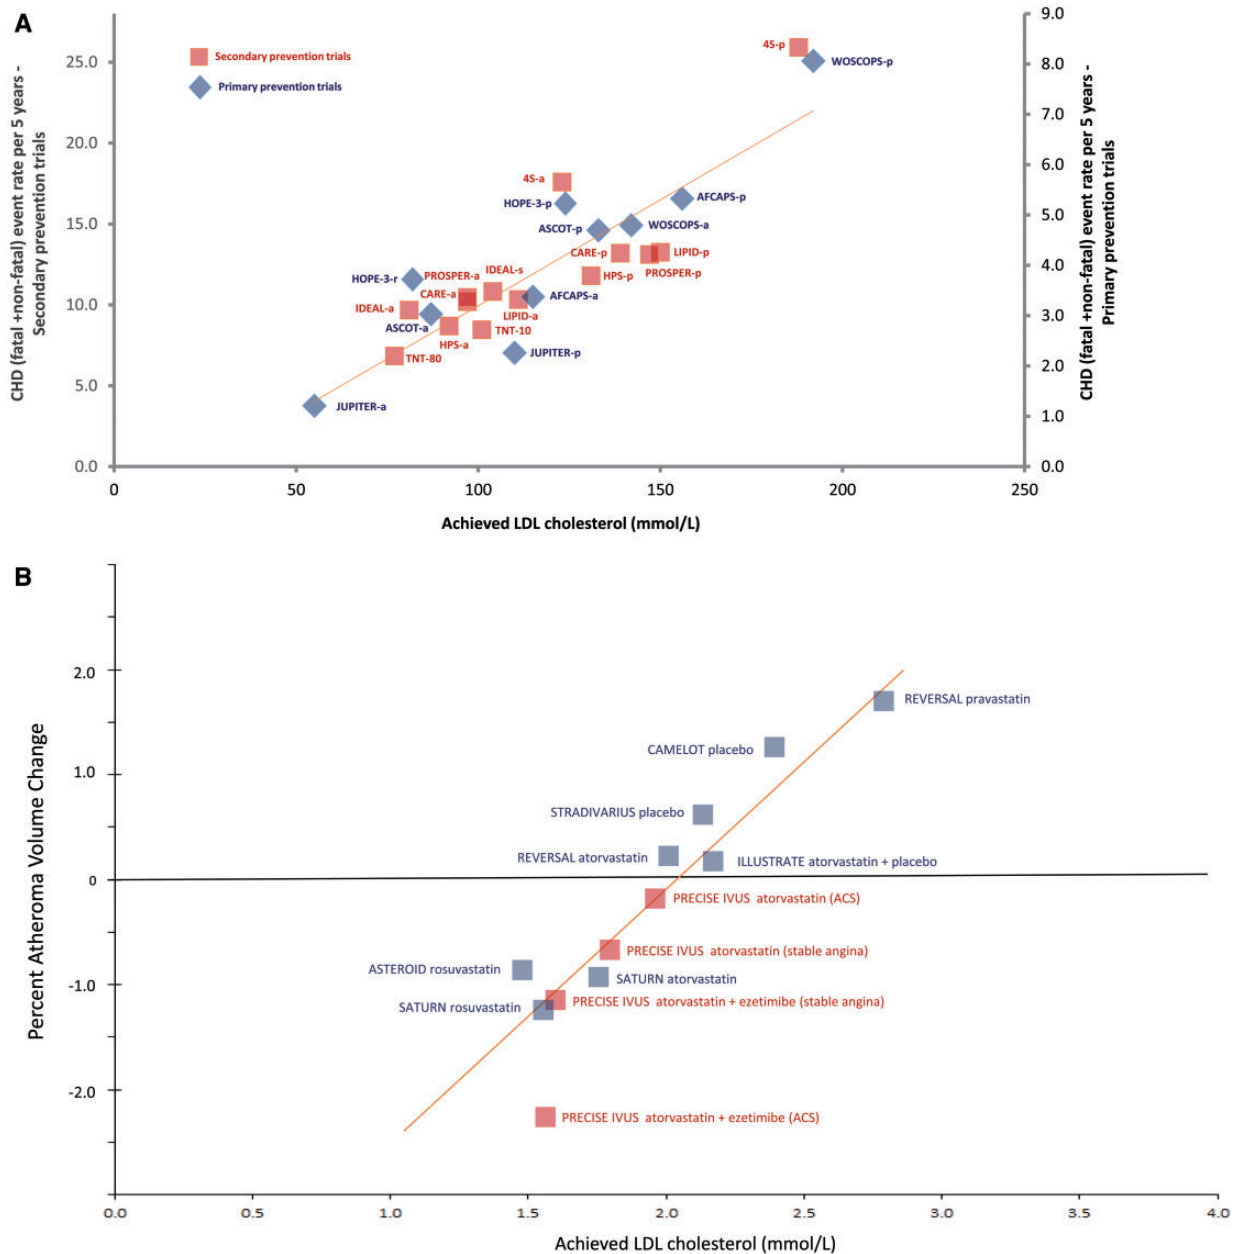 A
Secondary prevention trials
Primary prevention trials
CHD (fatal +non-fatal) event rate per 5 years -
Secondary prevention trials
25.0
20.0
15.0
10.0
5.0
0.0
9.0
8.0
7.0
6.0
5.0
4.0
3.0
2.0
1.0
0.0
CHD (fatal +non-fatal) event rate per 5 years -
Primary prevention trials
4S-p
WOSCOPS-p
4S-a
HOPE-3-p
AFCAPS-p
ASCOT-p
WOSCOPS-a
CARE-p
LIPID-p
PROSPER-p
HPS-p
HOPE-3-r
PROSPER-a
IDEAL-s
CARE-a
AFCAPS-a
IDEAL-a
LIPID-a
ASCOT-a
TNT-10
HPS-a
TNT-80
JUPITER-p
JUPITER-a
0
50
100
150
200
250
Achieved LDL cholesterol (mmol/L)
B
Percent Atheroma Volume Change
2.0
1.0
0
-1.0
-2.0
REVERSAL pravastatin
CAMELOT placebo
STRADIVARIUS placebo
REVERSAL atorvastatin
ILLUSTRATE atorvastatin + placebo
PRECISE IVUS atorvastatin (ACS)
PRECISE IVUS atorvastatin (stable angina)
ASTEROID rosuvastatin
SATURN atorvastatin
PRECISE IVUS atorvastatin + ezetimibe (stable angina)
SATURN rosuvastatin
PRECISE IVUS atorvastatin + ezetimibe (ACS)
0.0
0.5
1.0
1.5
2.0
2.5
3.0
3.5
4.0
Achieved LDL cholesterol (mmol/L)